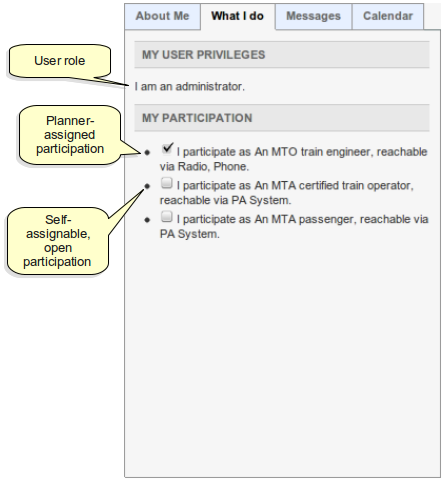 About Me What I do Messages Calendar
User role
MY USER PRIVILEGES
I am an administrator.
Planner-
assigned
participation
MY PARTICIPATION
I participate as An MTO train engineer, reachable
via Radio, Phone.
I participate as An MTA certified train operator,
reachable via PA System.
Self-
assignable,
open
participation
I participate as An MTA passenger, reachable via
PA System.